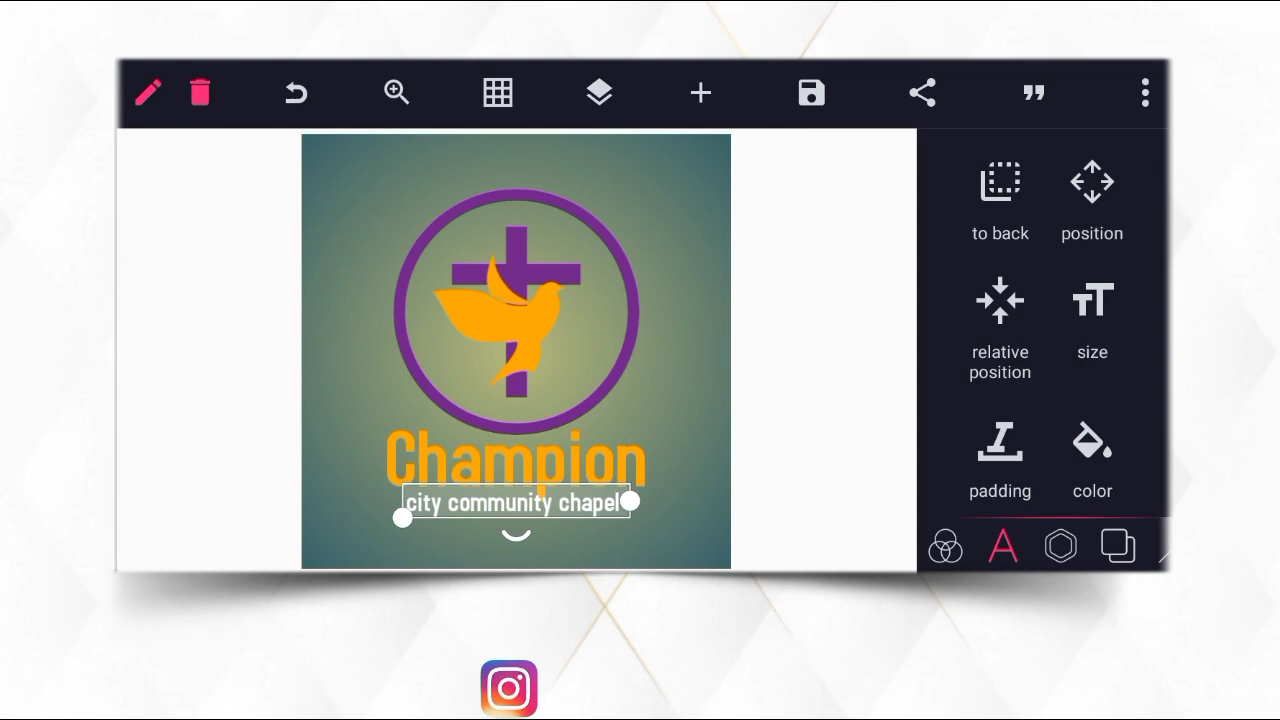 to back
position
relative
position
size
Champion
city community chapel
padding
color